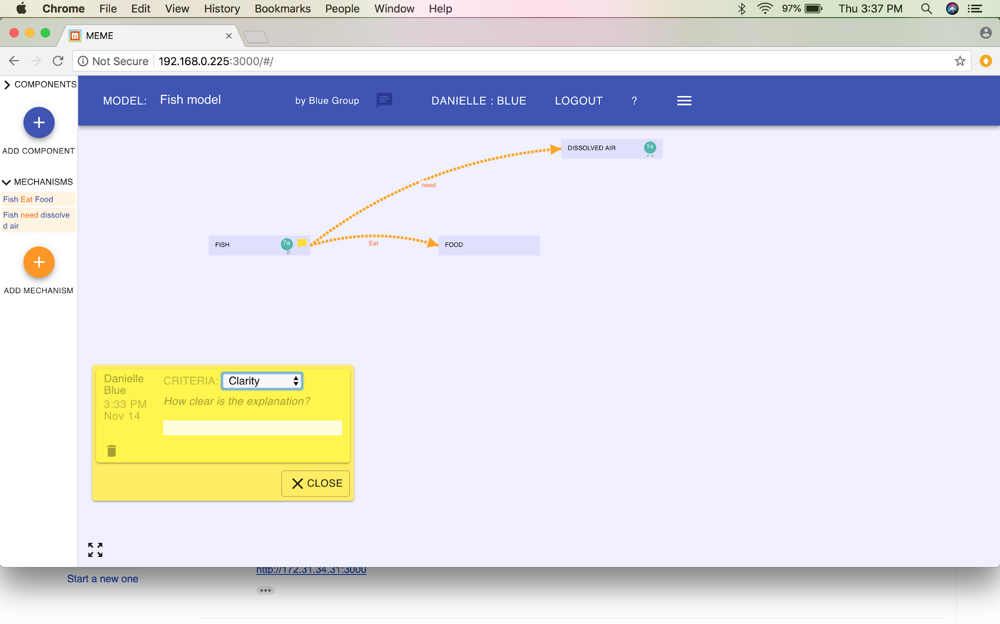 Chrome File Edit View History Bookmarks People Window Help 97% Thu 3:37 PM
MEME
Not Secure 192.168.0.225:3000/#/
COMPONENTS
MODEL: Fish model by Blue Group DANIELLE : BLUE LOGOUT ?
ADD COMPONENT
DISSOLVED AIR 1a
++
need
MECHANISMS
Fish Eat Food
Fish need dissolve
d air
FISH 7a
Eat
FOOD
ADD MECHANISM
Danielle
Blue
3:33 PM
Nov 14
CRITERIA: Clarity
How clear is the explanation?
CLOSE
http://172.31.34.31:3000
Start a new one